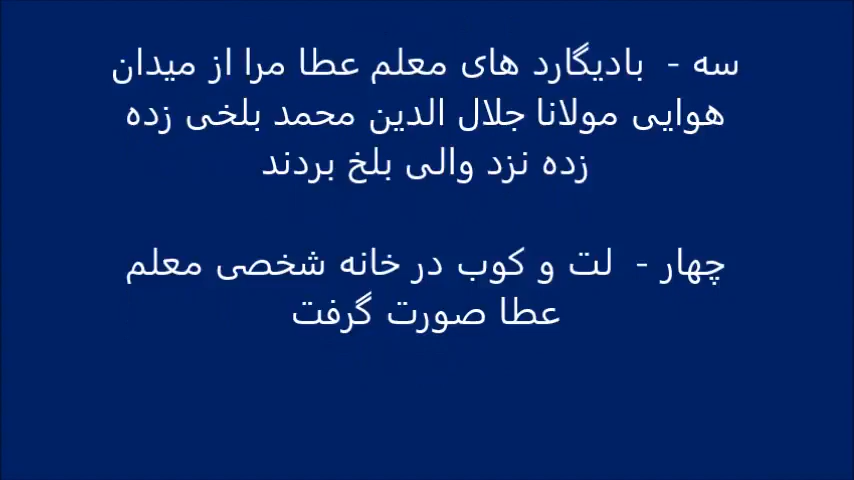 سه -  بادیگارد های معلم عطا مرا از میدان
هوایی مولانا جلال الدین محمد بلخی زده
زده نزد والی بلخ بردند
چهار -  لت و کوب در خانه شخصی معلم
عطا صورت گرفت